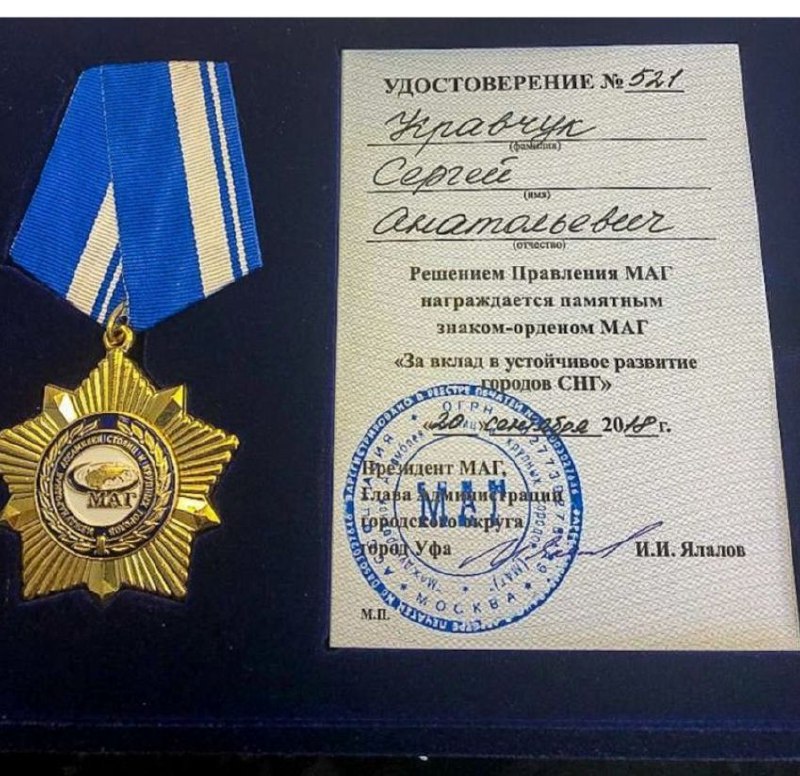 УДОСТОВЕРЕНИЕ № 521
Кравчук
(фамилия)
Сергей
(имя)
Анатольевич
(отчество)
Решением Правления МАГ
награждается памятным
знаком-орденом МАГ
«За вклад в устойчивое развитие
городов СНГ»
«20 » сентября 2018 г.
Президент МАГ,
Глава Администрации
городского округа
город Уфа
И.И. Ялалов
М.П.
МАГ
МОСКВА
МАГ